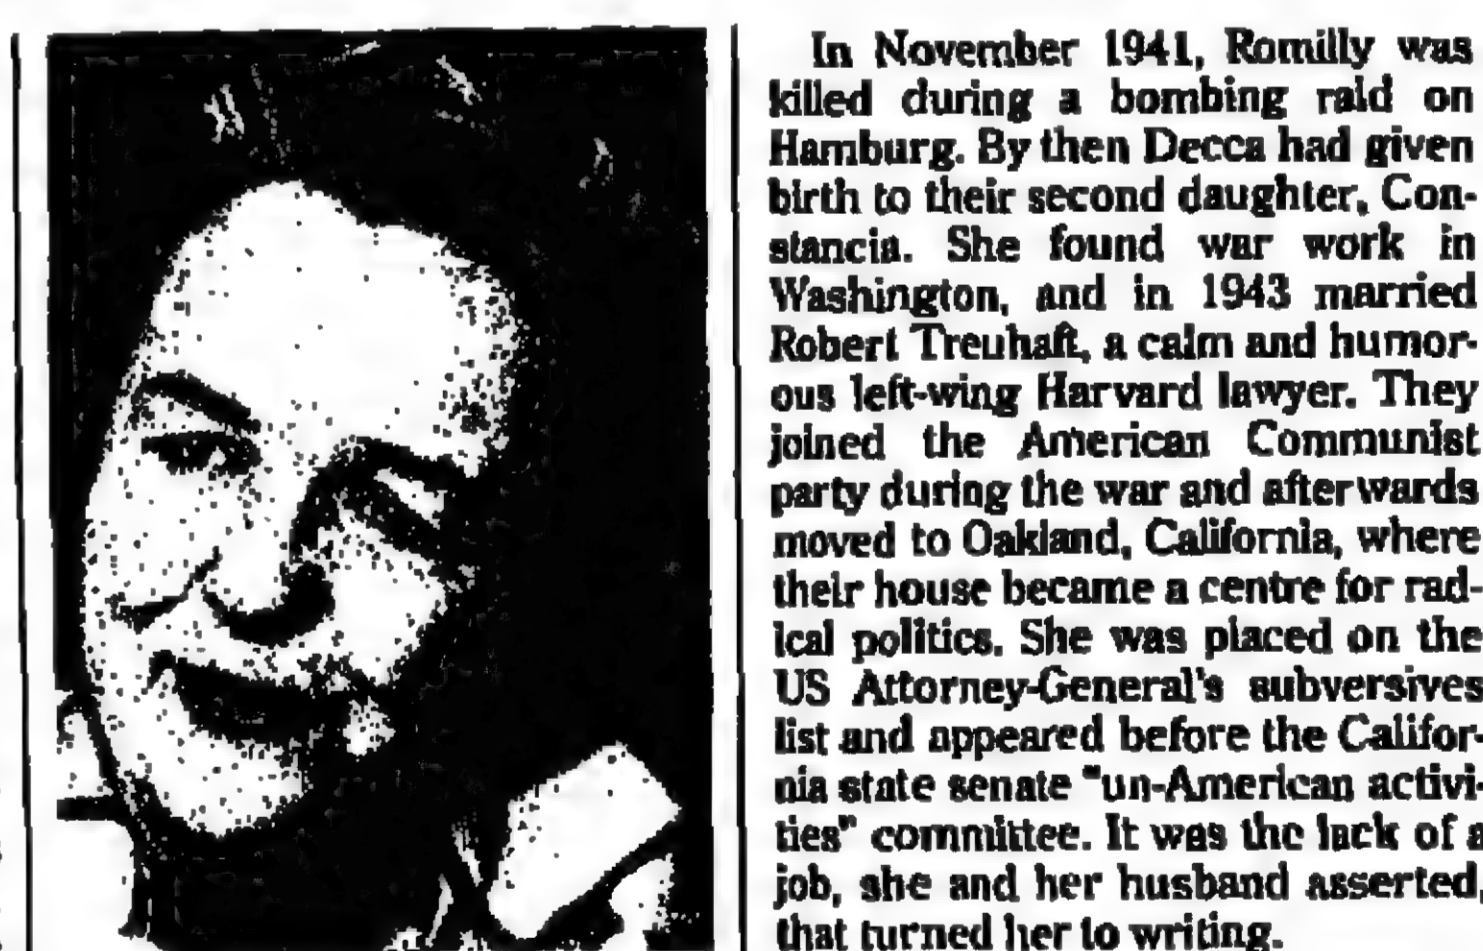 In November 1941, Romilly was
killed during a bombing raid on
Hamburg. By then Decca had given
birth to their second daughter, Con-
stancia. She found war work in
Washington, and in 1943 married
Robert Treuhaft, a calm and humor-
ous left-wing Harvard lawyer. They
joined the American Communist
party during the war and afterwards
moved to Oakland, California, where
their house became a centre for rad-
ical politics. She was placed on the
US Attorney-General's subversives
list and appeared before the Califor-
nia state senate "un-American activi-
ties" committee. It was the lack of a
job, she and her husband asserted,
that turned her to writing.